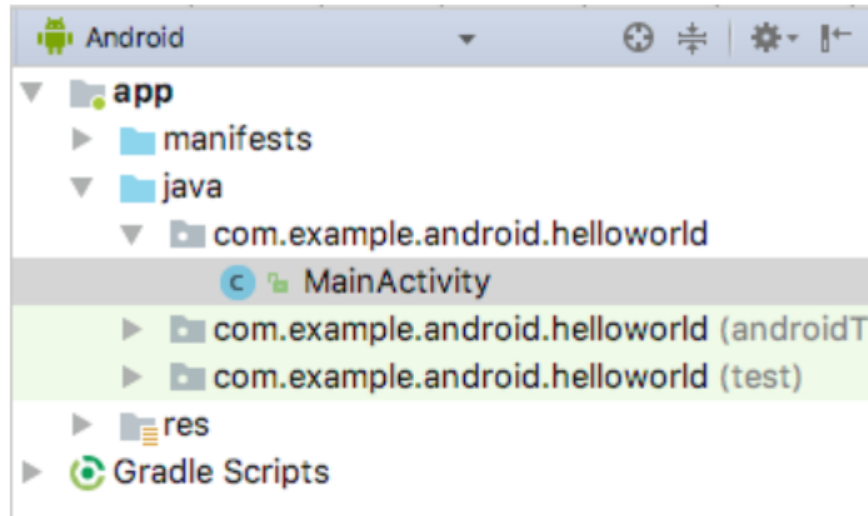 Android
app
manifests
java
com.example.android.helloworld
C MainActivity
com.example.android.helloworld (androidT
com.example.android.helloworld (test)
res
Gradle Scripts